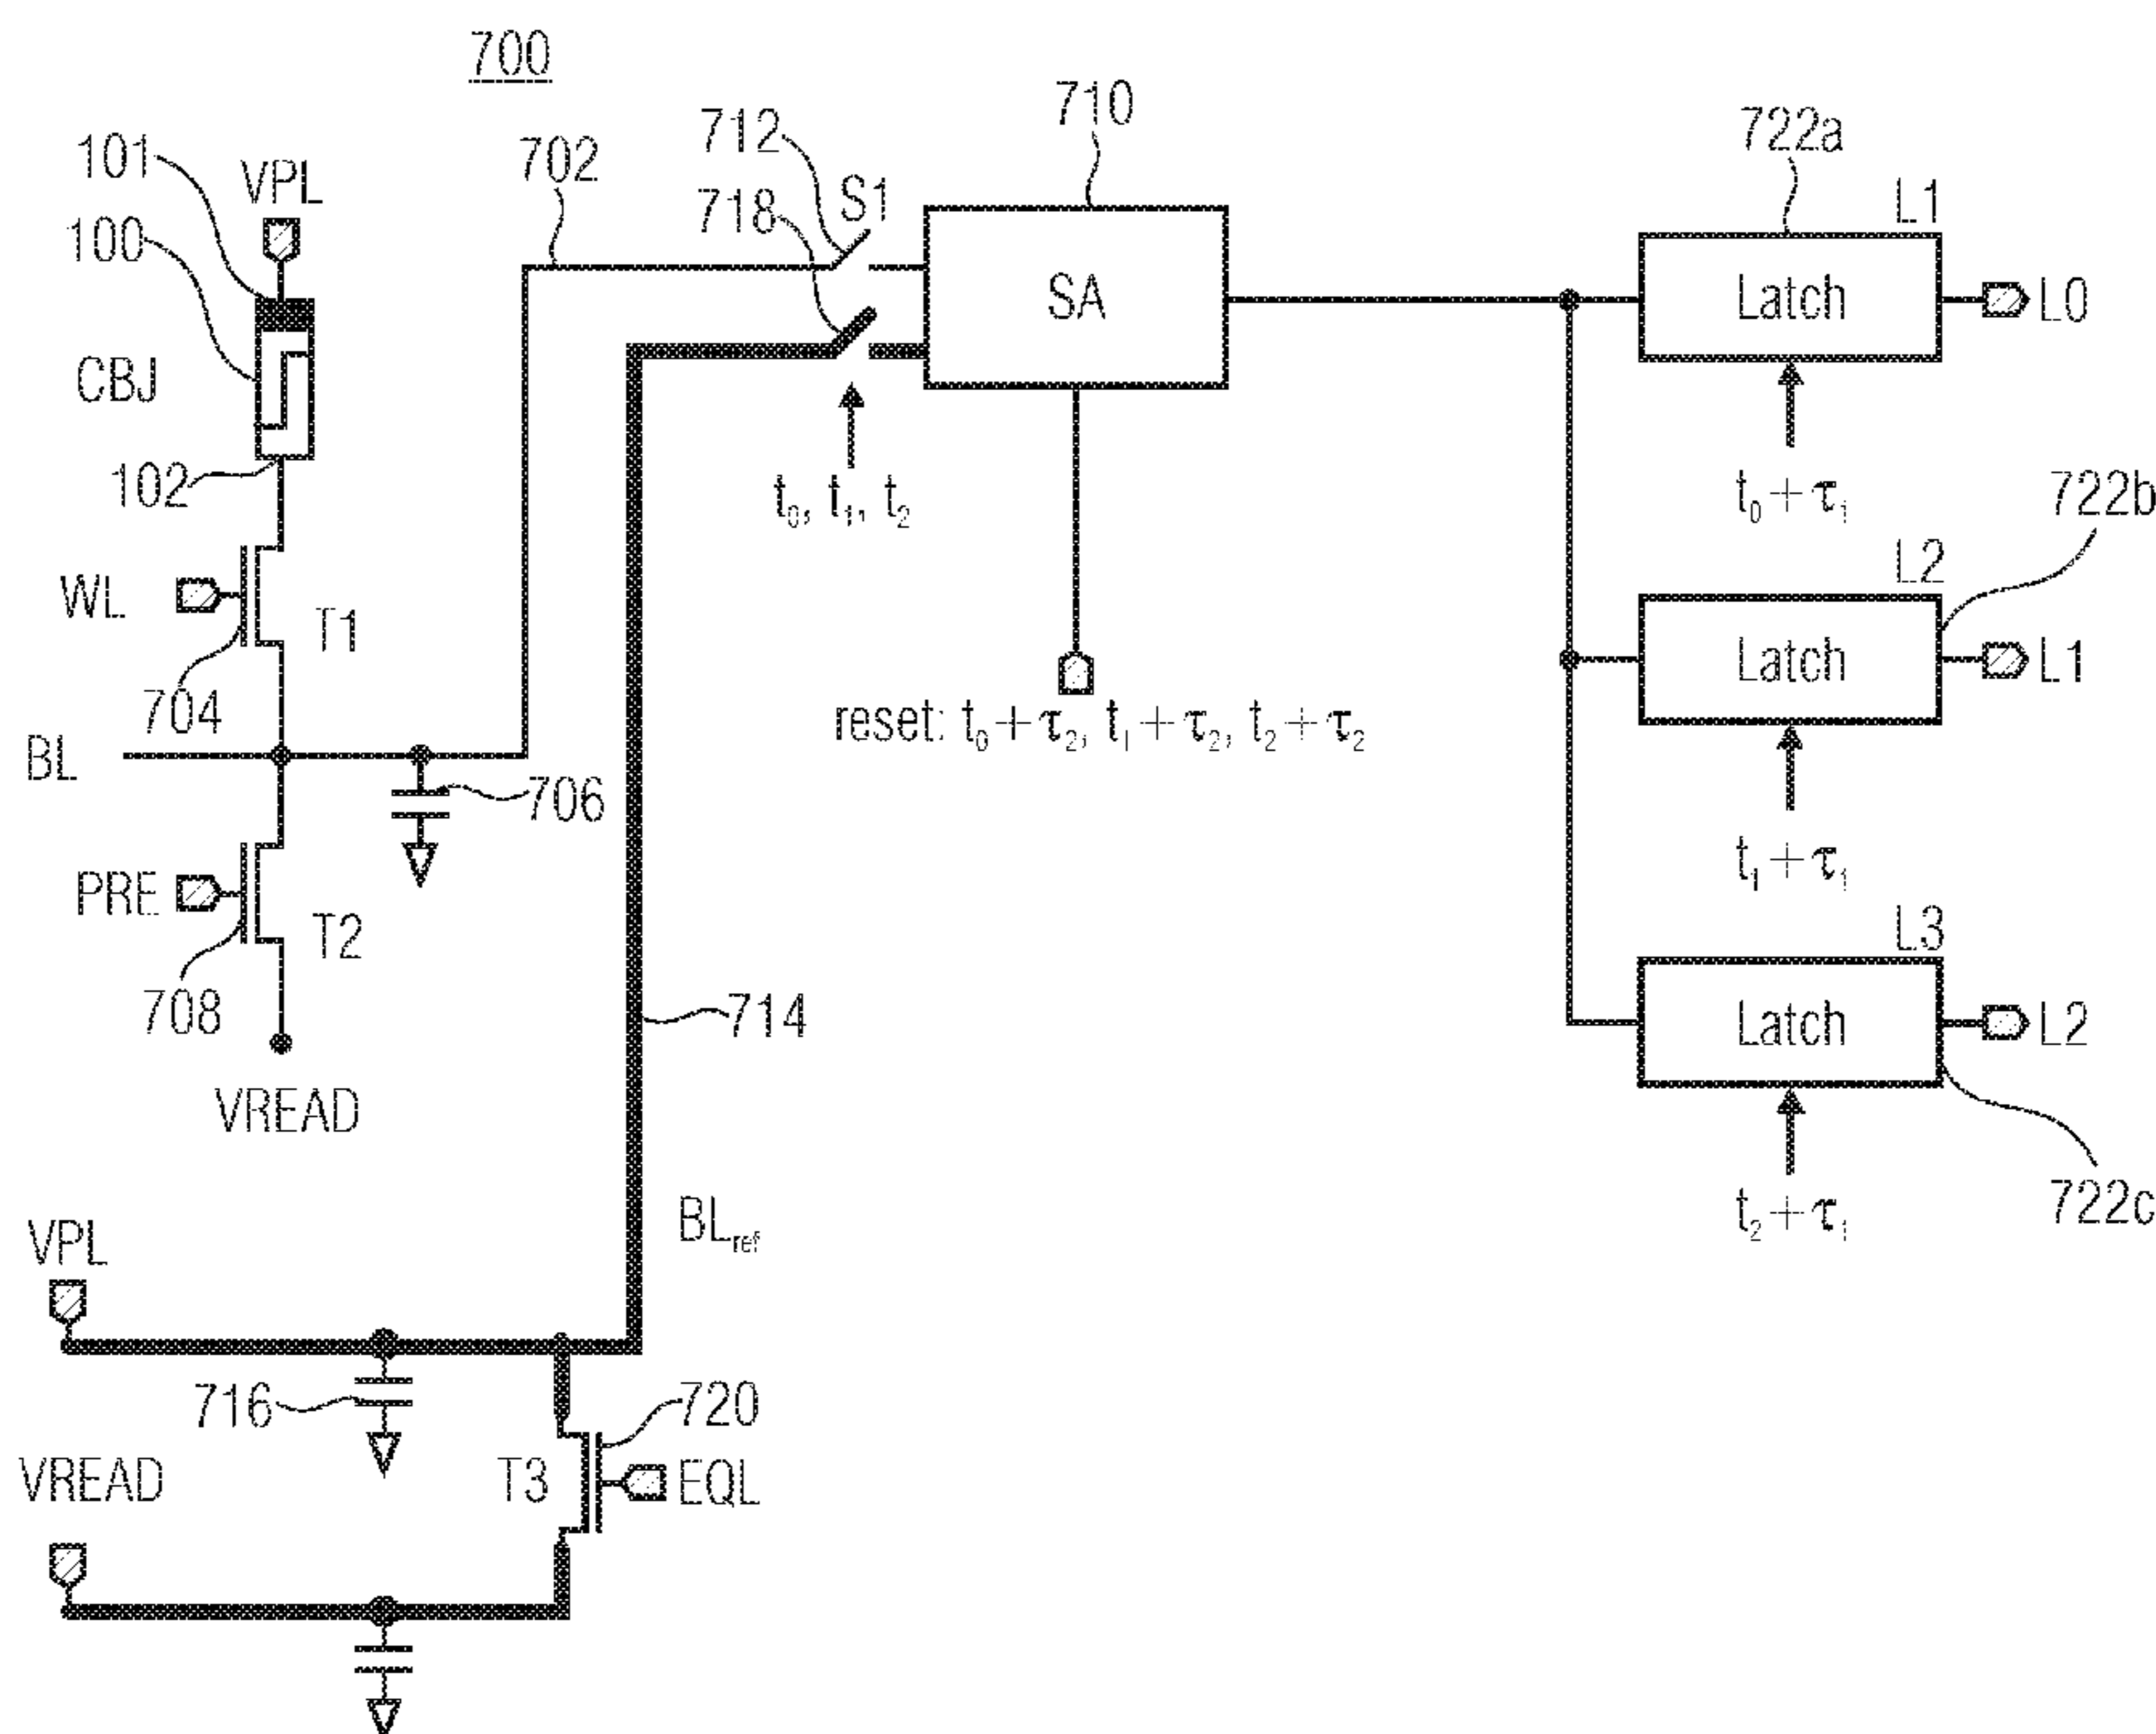 700
101
VPL
100
CBJ
102
WL
T1
704
BL
706
PRE
T2
708
VREAD
702
712
718
S1
710
SA
t₀, t₁, t₂
reset: t₀+τ₂, t₁+τ₂, t₂+τ₂
714
BLref
VPL
716
720
VREAD
T3
EQL
722a
L1
Latch
L0
t₀+τ₁
722b
L2
Latch
L1
t₁+τ₁
L3
Latch
L2
t₂+τ₁
722c